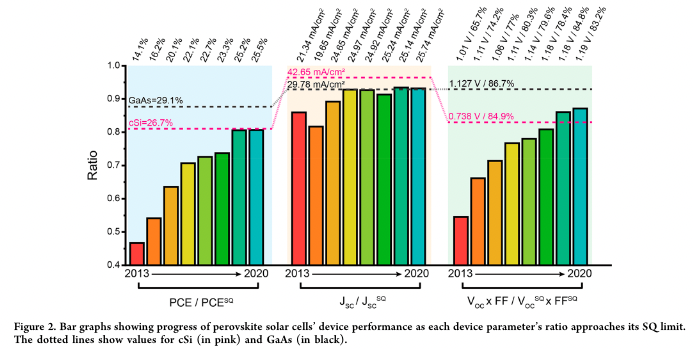 14.1%
16.2%
20.1%
22.1%
22.7%
23.3%
25.2%
25.5%
21.34 mA/cm²
19.65 mA/cm²
24.65 mA/cm²
24.97 mA/cm²
24.92 mA/cm²
25.24 mA/cm²
25.14 mA/cm²
25.74 mA/cm²
1.01 V / 65.7%
1.11 V / 74.2%
1.06 V / 77%
1.11 V / 80.3%
1.14 V / 79.6%
1.18 V / 78.4%
1.18 V / 84.8%
1.19 V / 83.2%
1.0
0.9
0.8
0.7
0.6
0.5
0.4
Ratio
GaAs=29.1%
cSi=26.7%
42.65 mA/cm²
29.78 mA/cm²
1.127 V / 86.7%
0.738 V / 84.9%
2013 2020
2013 2020
2013 2020
PCE / PCE^SQ
J_SC / J_SC^SQ
V_OC x FF / V_OC^SQ x FF^SQ
Figure 2. Bar graphs showing progress of perovskite solar cells' device performance as each device parameter's ratio approaches its SQ limit.
The dotted lines show values for cSi (in pink) and GaAs (in black).